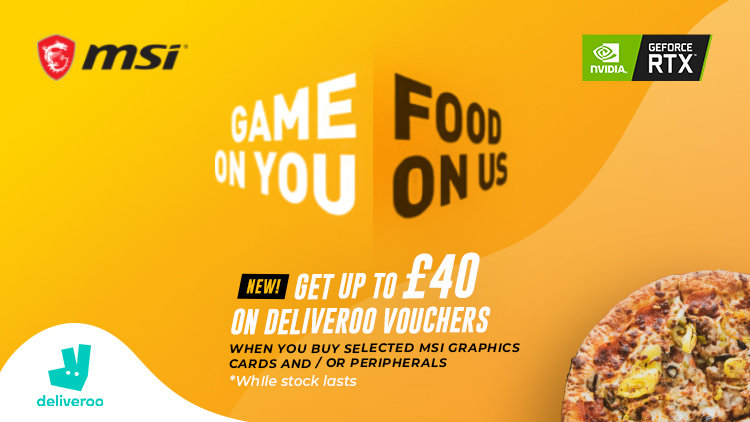 msi
NVIDIA.
GEFORCE
RTX™
GAME
ON YOU
FOOD
ON US
NEW! GET UP TO £40
ON DELIVEROO VOUCHERS
WHEN YOU BUY SELECTED MSI GRAPHICS
CARDS AND / OR PERIPHERALS
*While stock lasts
deliveroo